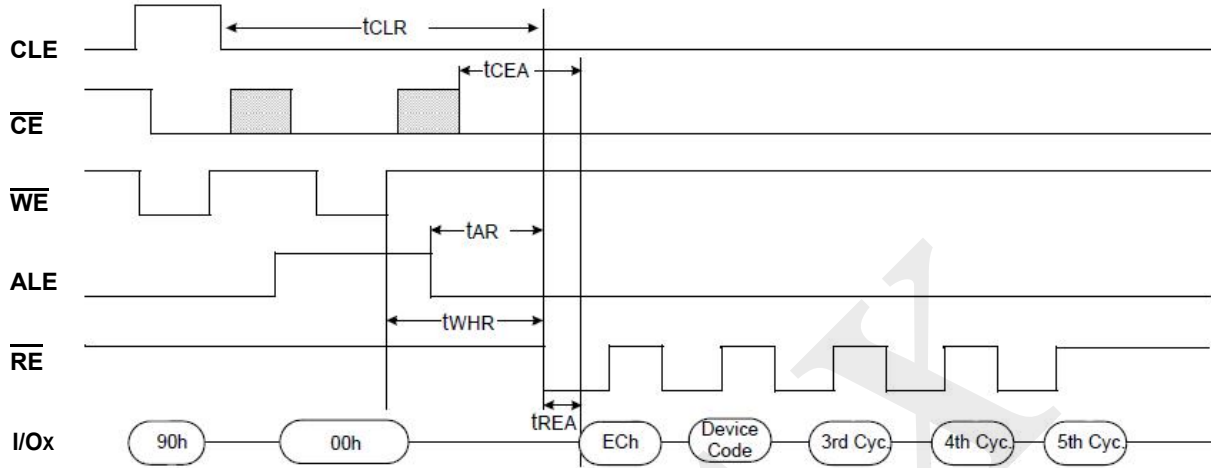 CLE
tCLR
tCEA
CE
WE
tAR
ALE
tWHR
RE
tREA
I/Ox
90h
00h
ECh
Device
Code
3rd Cyc.
4th Cyc.
5th Cyc.